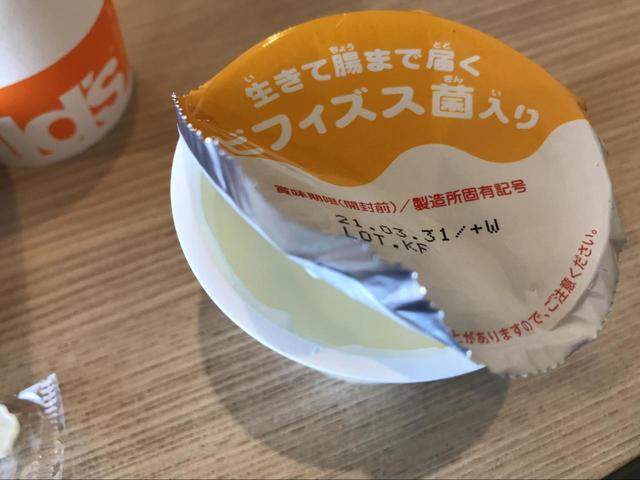 ld's
生きて腸まで届く
ビフィズス菌入り
賞味期限(開封前)/製造所固有記号
21.03.31/+W
LOT.KF
とがありますので、ご注意ください。